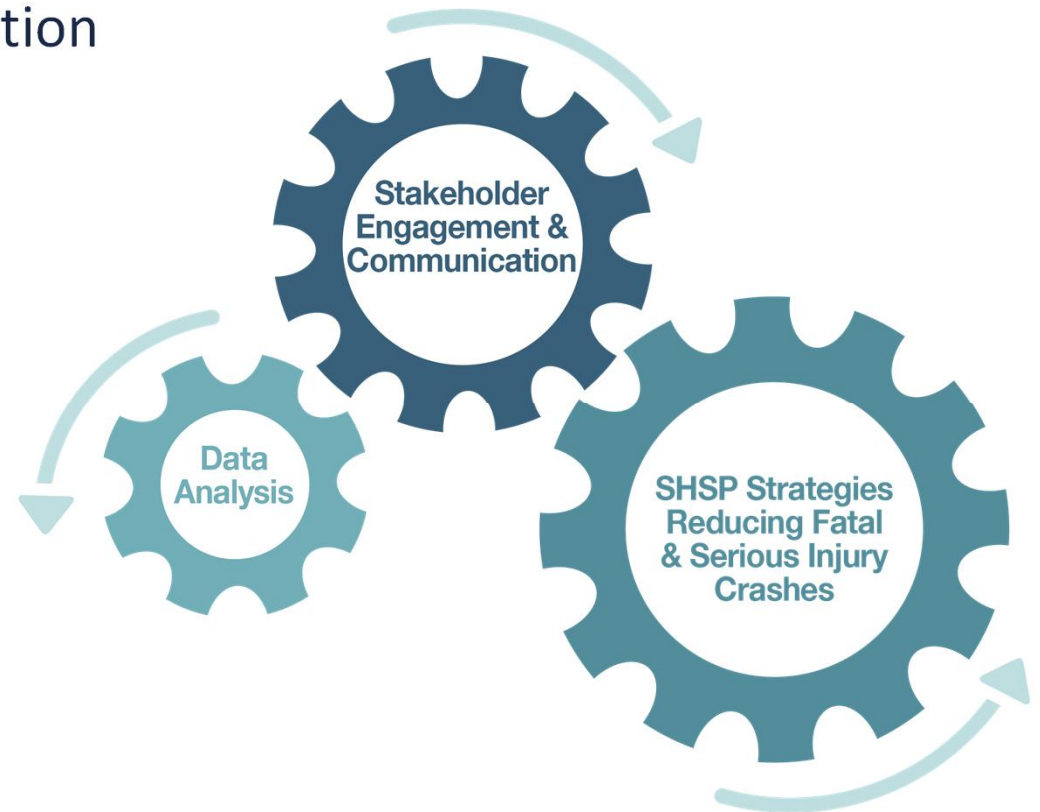 tion
Stakeholder
Engagement &
Communication
Data
Analysis
SHSP Strategies
Reducing Fatal
& Serious Injury
Crashes